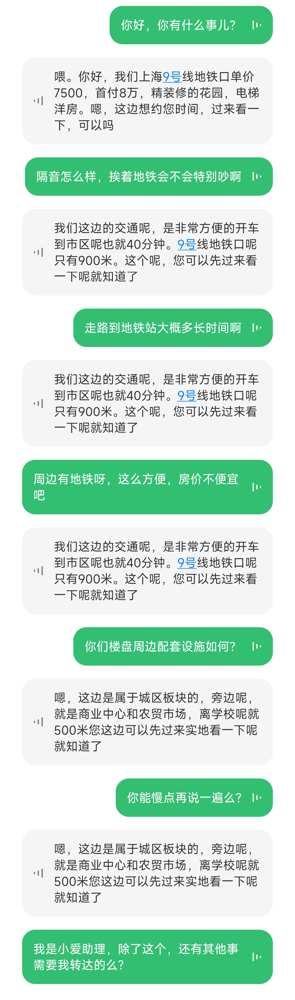 你好，你有什么事儿？
喂。你好，我们上海9号线地铁口单价
7500，首付8万，精装修的花园，电梯
洋房。嗯，这边想约您时间，过来看一
下，可以吗
隔音怎么样，挨着地铁会不会特别吵啊
我们这边的交通呢，是非常方便的开车
到市区呢也就40分钟。9号线地铁口呢
只有900米。这个呢，您可以先过来看
一下呢就知道了
走路到地铁站大概多长时间啊
我们这边的交通呢，是非常方便的开车
到市区呢也就40分钟。9号线地铁口呢
只有900米。这个呢，您可以先过来看
一下呢就知道了
周边有地铁呀，这么方便，房价不便宜
吧
我们这边的交通呢，是非常方便的开车
到市区呢也就40分钟。9号线地铁口呢
只有900米。这个呢，您可以先过来看
一下呢就知道了
你们楼盘周边配套设施如何？
嗯，这边是属于城区板块的，旁边呢，
就是商业中心和农贸市场，离学校呢就
500米您这边可以先过来实地看一下呢
就知道了
你能慢点再说一遍么？
嗯，这边是属于城区板块的，旁边呢，
就是商业中心和农贸市场，离学校呢就
500米您这边可以先过来实地看一下呢
就知道了
我是小爱助理，除了这个，还有其他事
需要我转达的么？